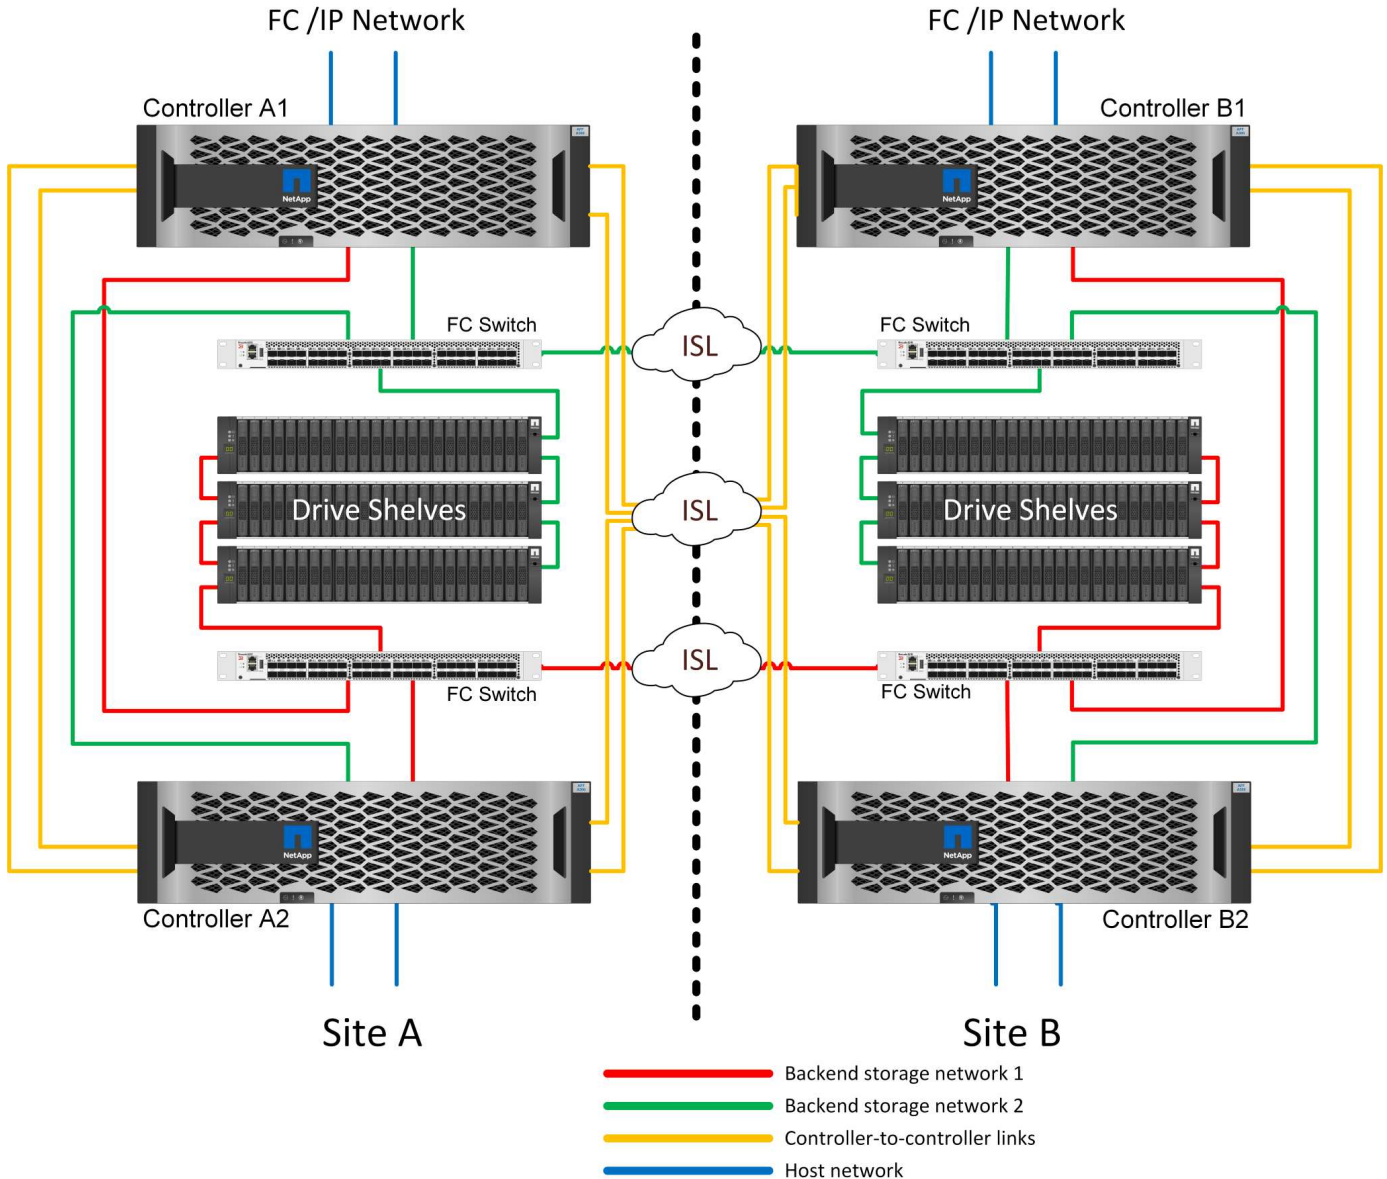 FC /IP Network
FC /IP Network
Controller A1
Controller B1
NetApp
NetApp
FC Switch
ISL
FC Switch
Drive Shelves
ISL
Drive Shelves
ISL
FC Switch
FC Switch
NetApp
NetApp
Controller A2
Controller B2
Site A
Site B
Backend storage network 1
Backend storage network 2
Controller-to-controller links
Host network